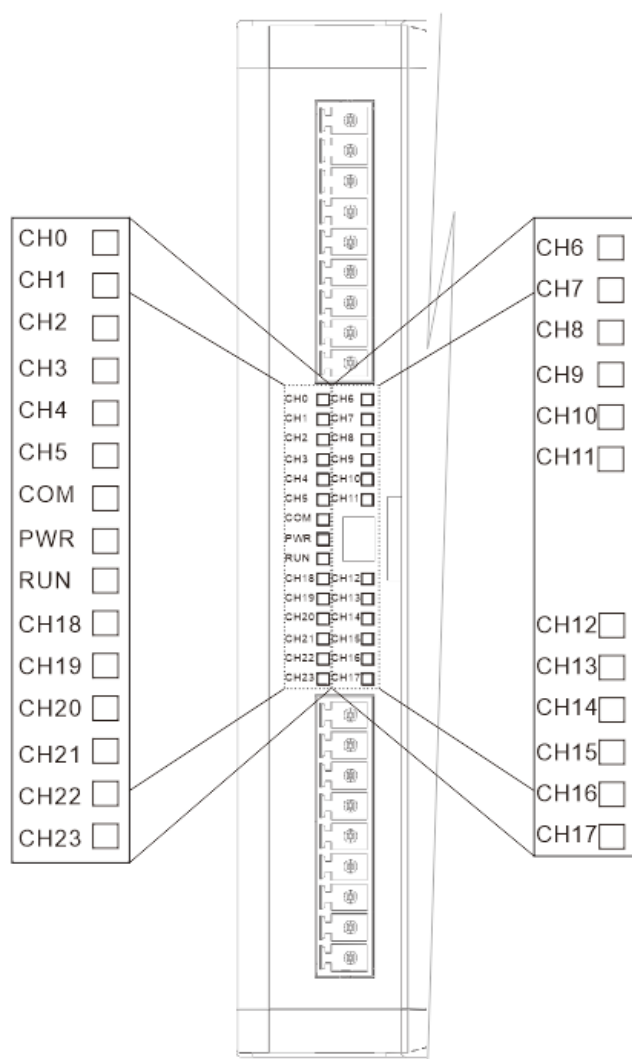 CH0
CH1
CH2
CH3
CH4
CH5
COM
PWR
RUN
CH18
CH19
CH20
CH21
CH22
CH23
CH0 CH6
CH1 CH7
CH2 CH8
CH3 CH9
CH4 CH10
CH5 CH11
COM
PWR
RUN
CH18 CH12
CH19 CH13
CH20 CH14
CH21 CH15
CH22 CH16
CH23 CH17
CH6
CH7
CH8
CH9
CH10
CH11
CH12
CH13
CH14
CH15
CH16
CH17